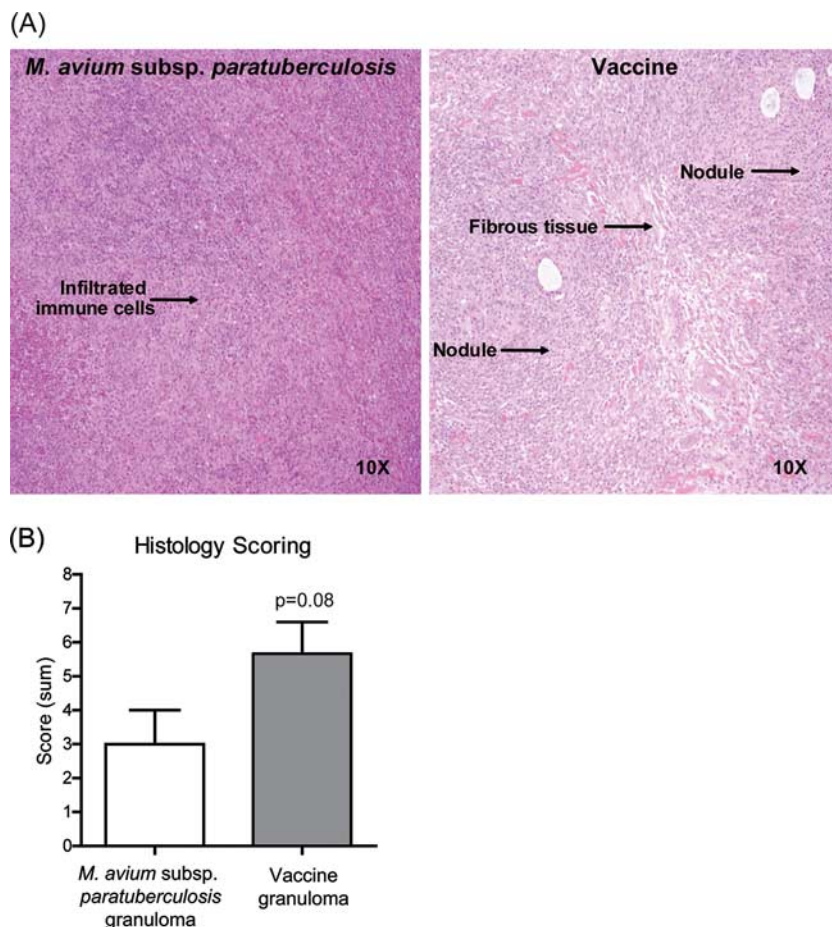 (A)
M. avium subsp. paratuberculosis
Vaccine
Nodule
Fibrous tissue
Infiltrated
immune cells
Nodule
10X
10X
(B)
Histology Scoring
8
7
6
5
4
3
2
1
0
Score (sum)
p=0.08
M. avium subsp.
paratuberculosis
granuloma
Vaccine
granuloma